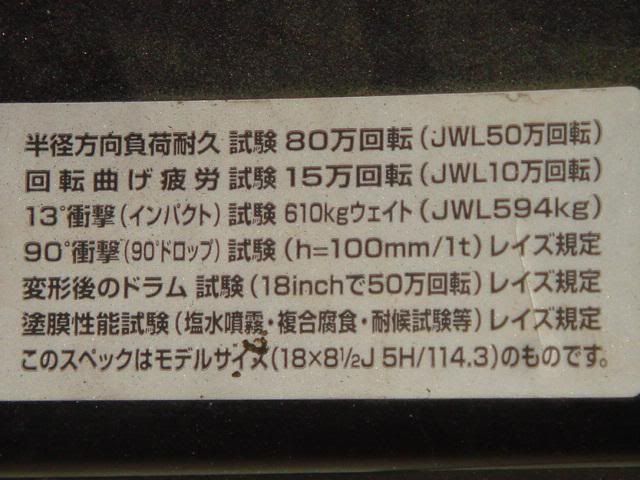 半径方向負荷耐久 試験 80万回転(JWL50万回転)
回転曲げ疲労 試験 15万回転(JWL10万回転)
13°衝撃(インパクト)試験 610kgウェイト(JWL594kg)
90°衝撃(90°ドロップ)試験 (h=100mm/1t)レイズ規定
変形後のドラム 試験 (18inchで50万回転)レイズ規定
塗膜性能試験(塩水噴霧・複合腐食・耐候試験等)レイズ規定
このスペックはモデルサイズ(18×8½J 5H/114.3)のものです。